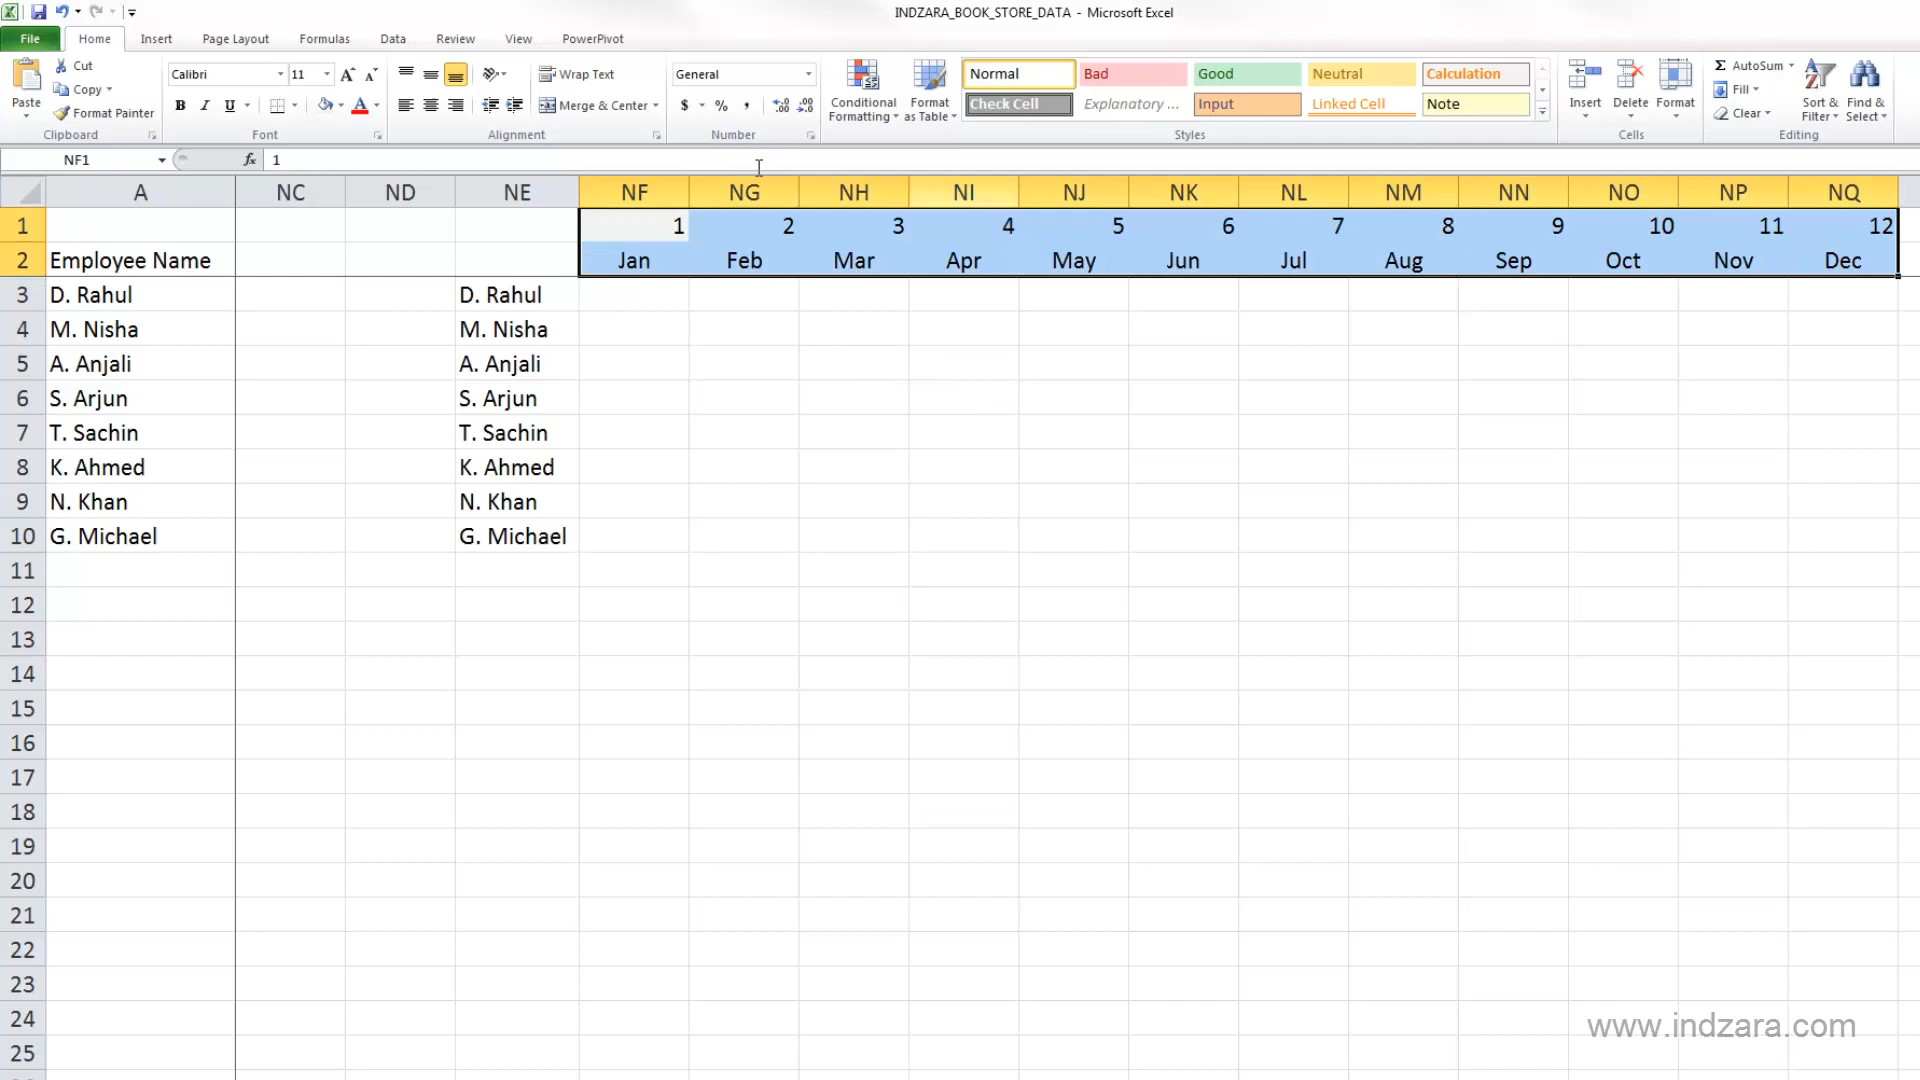 INDZARA_BOOK_STORE_DATA - Microsoft Excel
File Home Insert Page Layout Formulas Data Review View PowerPivot
Paste Cut Calibri 11 Wrap Text General Conditional Formatting Format as Table Normal Bad Good Neutral Calculation Insert Delete Format AutoSum Sort & Filter Find & Select
Copy B I U Merge & Center $ % , Check Cell Explanatory ... Input Linked Cell Note Fill
Format Painter Clear
Clipboard Font Alignment Number Styles Cells Editing
NF1 fx 1
A NC ND NE NF NG NH NI NJ NK NL NM NN NO NP NQ
1 1 2 3 4 5 6 7 8 9 10 11 12
2 Employee Name Jan Feb Mar Apr May Jun Jul Aug Sep Oct Nov Dec
3 D. Rahul D. Rahul
4 M. Nisha M. Nisha
5 A. Anjali A. Anjali
6 S. Arjun S. Arjun
7 T. Sachin T. Sachin
8 K. Ahmed K. Ahmed
9 N. Khan N. Khan
10 G. Michael G. Michael
11
12
13
14
15
16
17
18
19
20
21
22
23
24
25
www.indzara.com